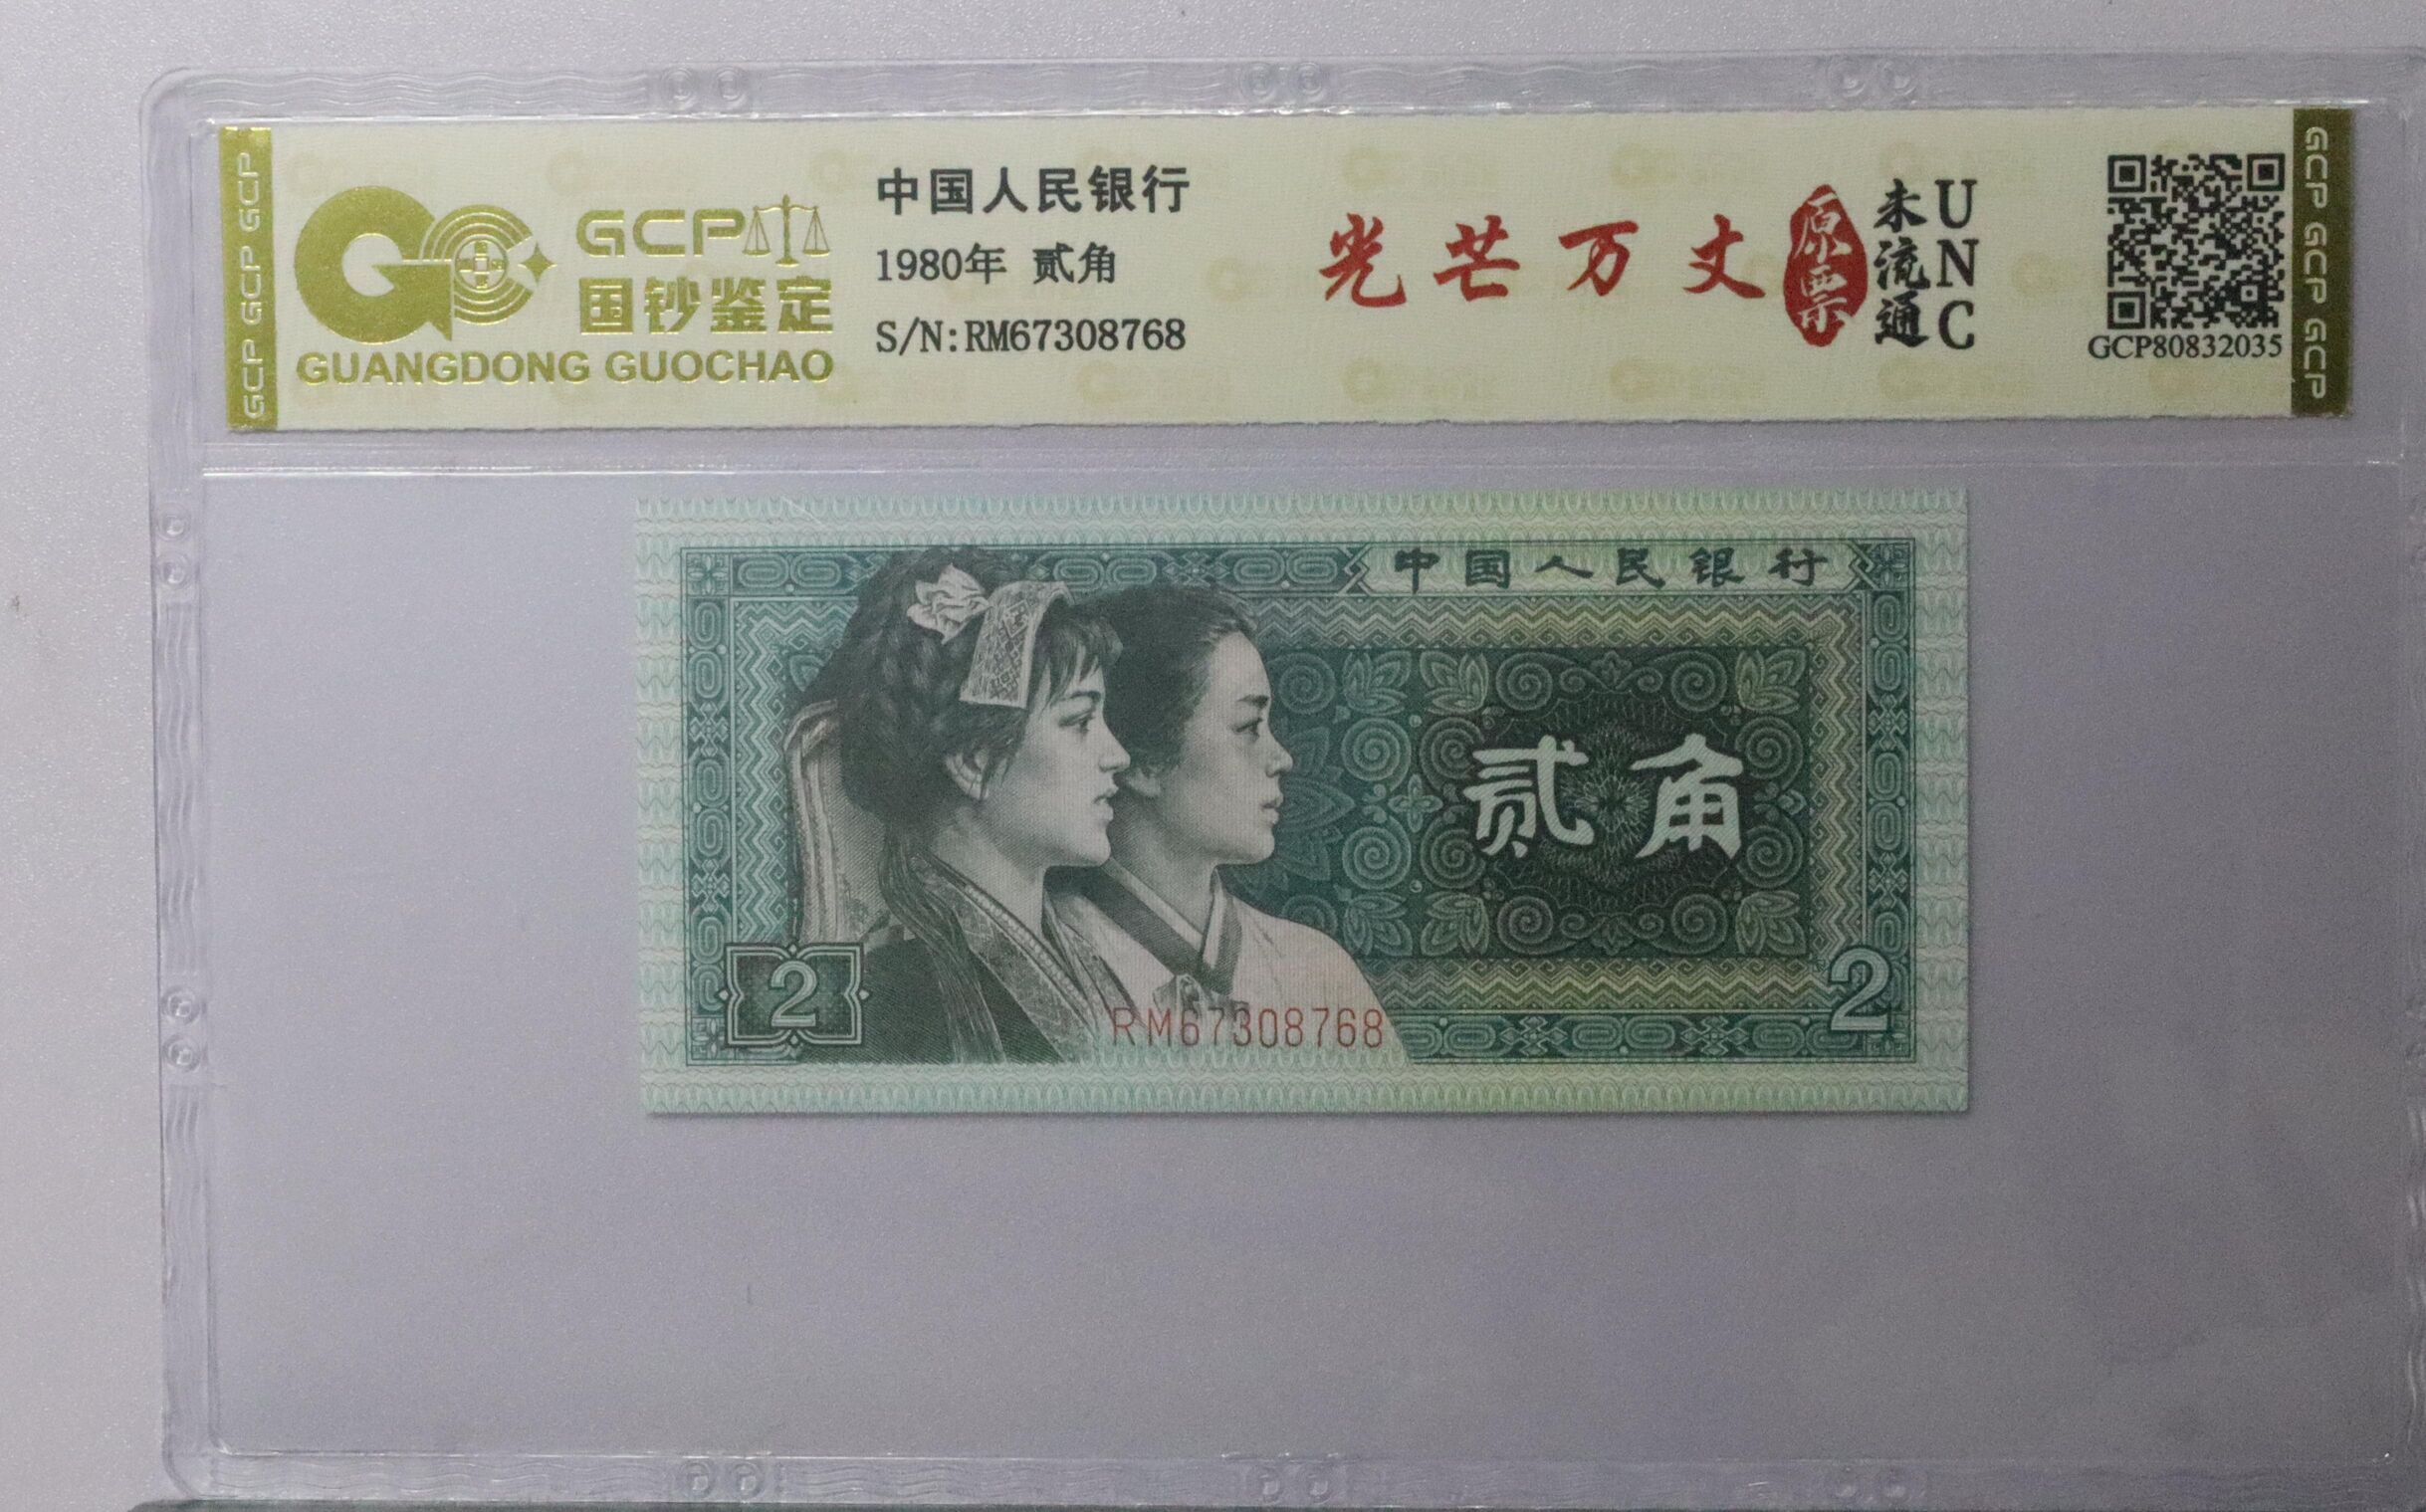 GCP GCP GCP
GCP
国钞鉴定
GUANGDONG GUOCHAO
中国人民银行
1980年 贰角
S/N:RM67308768
光芒万丈
原票
未流通
UNC
GCP80832035
GCP GCP GCP
中国人民银行
贰角
2
RM67308768
2